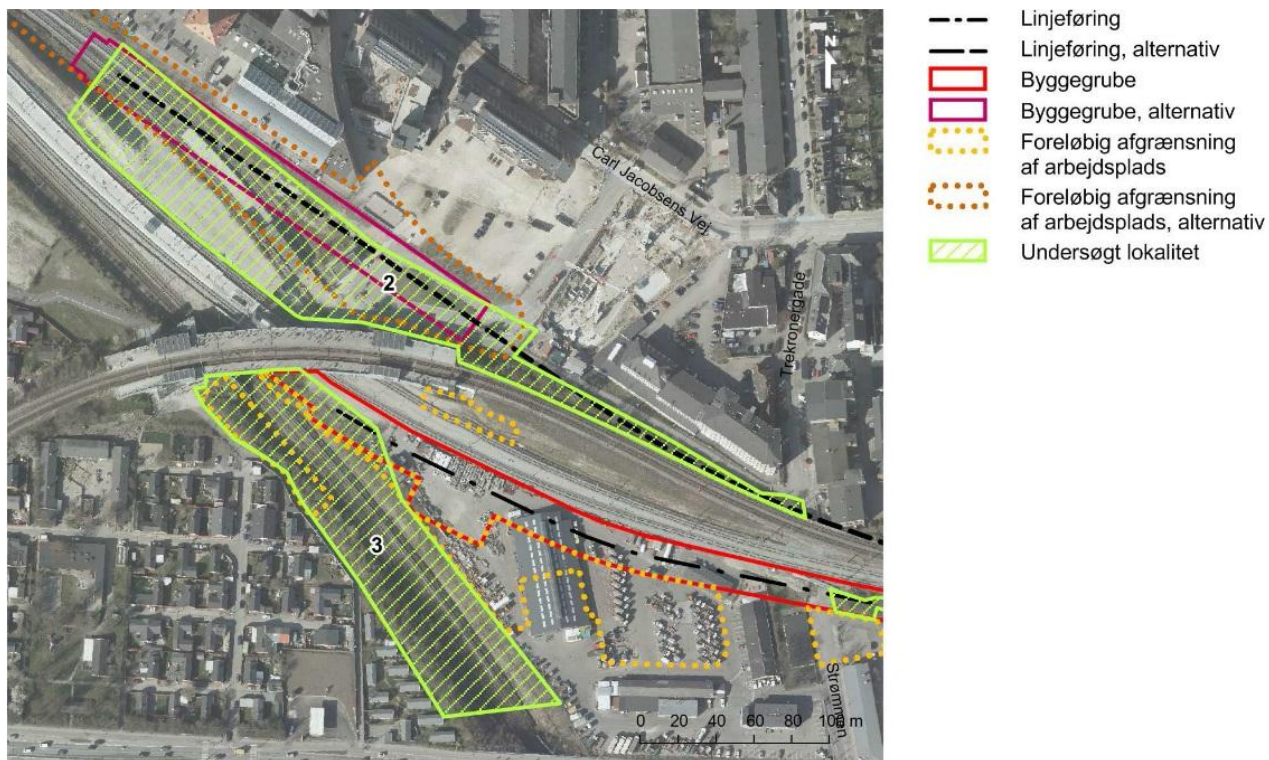 Linjeføring
Linjeføring, alternativ
Byggegrube
Byggegrube, alternativ
Foreløbig afgrænsning
af arbejdsplads
Foreløbig afgrænsning
af arbejdsplads, alternativ
Undersøgt lokalitet
N
Carl Jacobsens Vej
Trekronergade
2
3
Strømmen
0 20 40 60 80 100 m